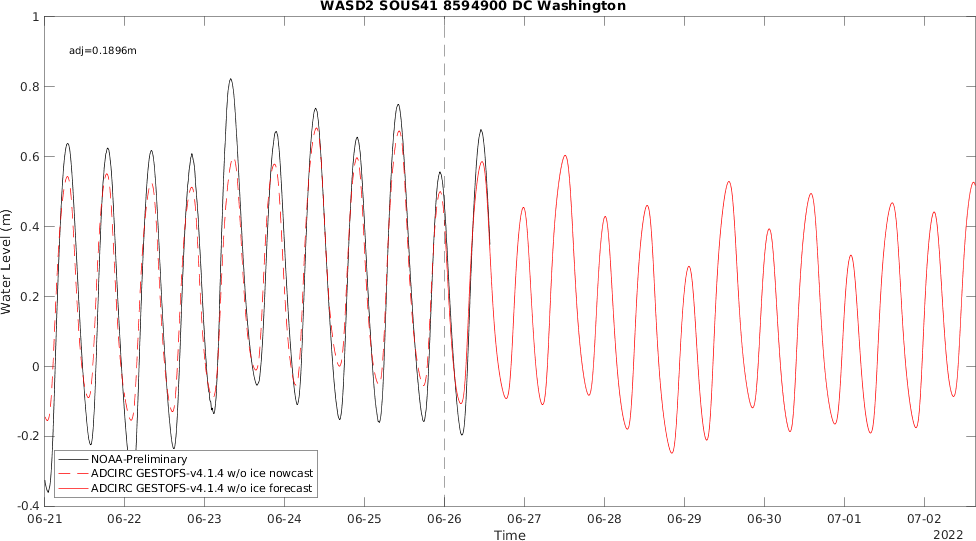 WASD2 SOUS41 8594900 DC Washington
adj=0.1896m
1
0.8
0.6
0.4
0.2
0
-0.2
-0.4
Water Level (m)
NOAA-Preliminary
ADCIRC GESTOFS-v4.1.4 w/o ice nowcast
ADCIRC GESTOFS-v4.1.4 w/o ice forecast
06-21 06-22 06-23 06-24 06-25 06-26 06-27 06-28 06-29 06-30 07-01 07-02
Time
2022